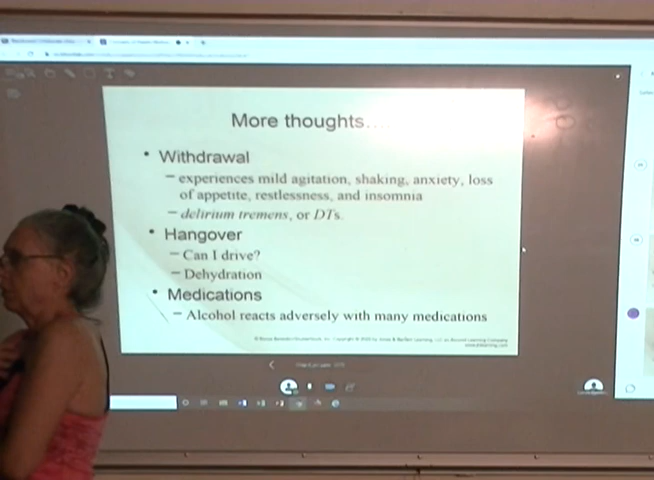 More thoughts....
• Withdrawal
– experiences mild agitation, shaking, anxiety, loss
of appetite, restlessness, and insomnia
– delirium tremens, or DTs.
• Hangover
– Can I drive?
– Dehydration
• Medications
– Alcohol reacts adversely with many medications